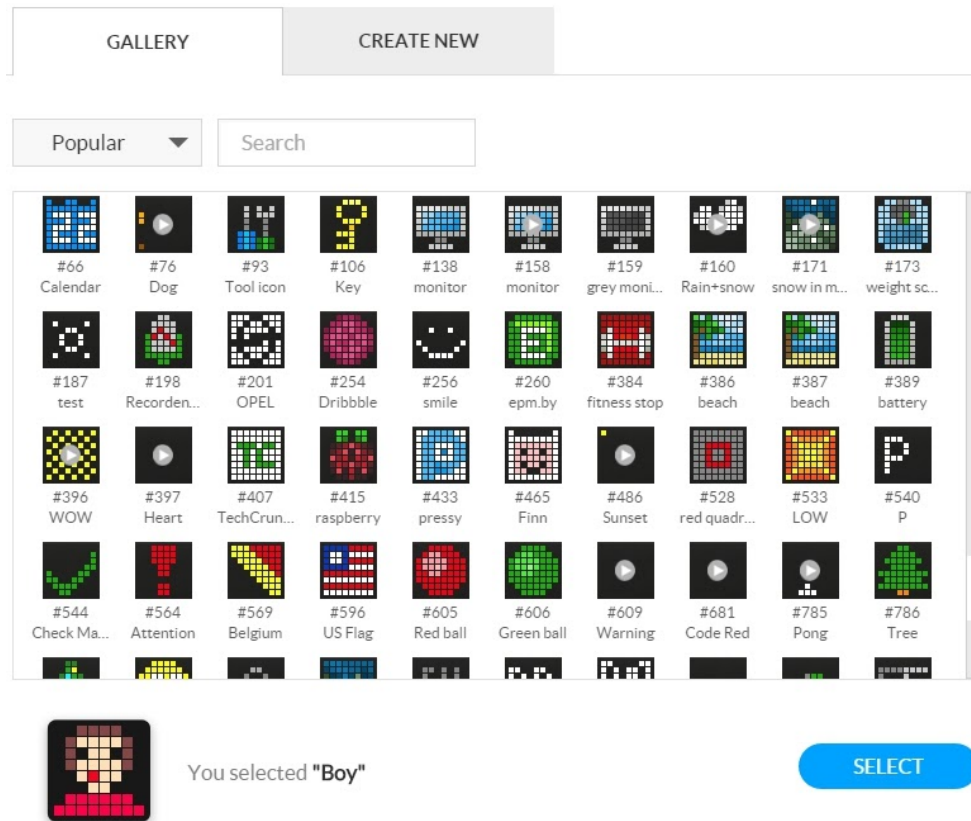 GALLERY CREATE NEW
Popular Search
#66 #76 #93 #106 #138 #158 #159 #160 #171 #173
Calendar Dog Tool icon Key monitor monitor grey moni... Rain+snow snow in m... weight sc...
#187 #198 #201 #254 #256 #260 #384 #386 #387 #389
test Recorden... OPEL Dribbble smile epm.by fitness stop beach beach battery
#396 #397 #407 #415 #433 #465 #486 #528 #533 #540
WOW Heart TechCrun... raspberry pressy Finn Sunset red quadr... LOW P
#544 #564 #569 #596 #605 #606 #609 #681 #785 #786
Check Ma... Attention Belgium US Flag Red ball Green ball Warning Code Red Pong Tree
You selected "Boy" SELECT